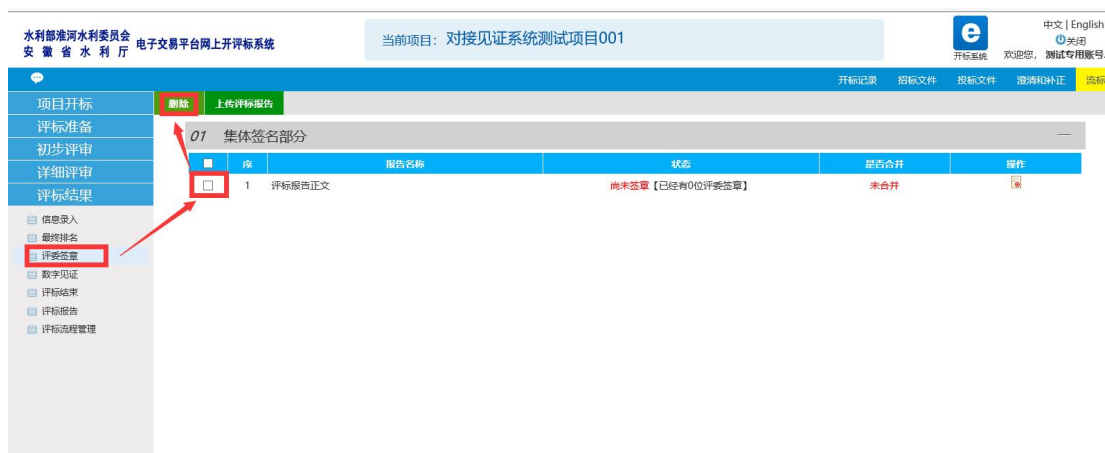 水利部淮河水利委员会
安徽省水利厅
电子交易平台网上开评标系统
当前项目：对接见证系统测试项目001
e
开标系统
中文 | English
关闭
欢迎您，测试专用账号
开标记录 招标文件 投标文件 澄清和补正 流标
项目开标
评标准备
初步评审
详细评审
评标结果
信息录入
最终排名
评委签章
数字见证
评标结束
评标报告
评标流程管理
删除 上传评标报告
01 集体签名部分
序 报告名称 状态 是否合并 操作
1 评标报告正文 尚未签章【已经有0位评委签章】 未合并